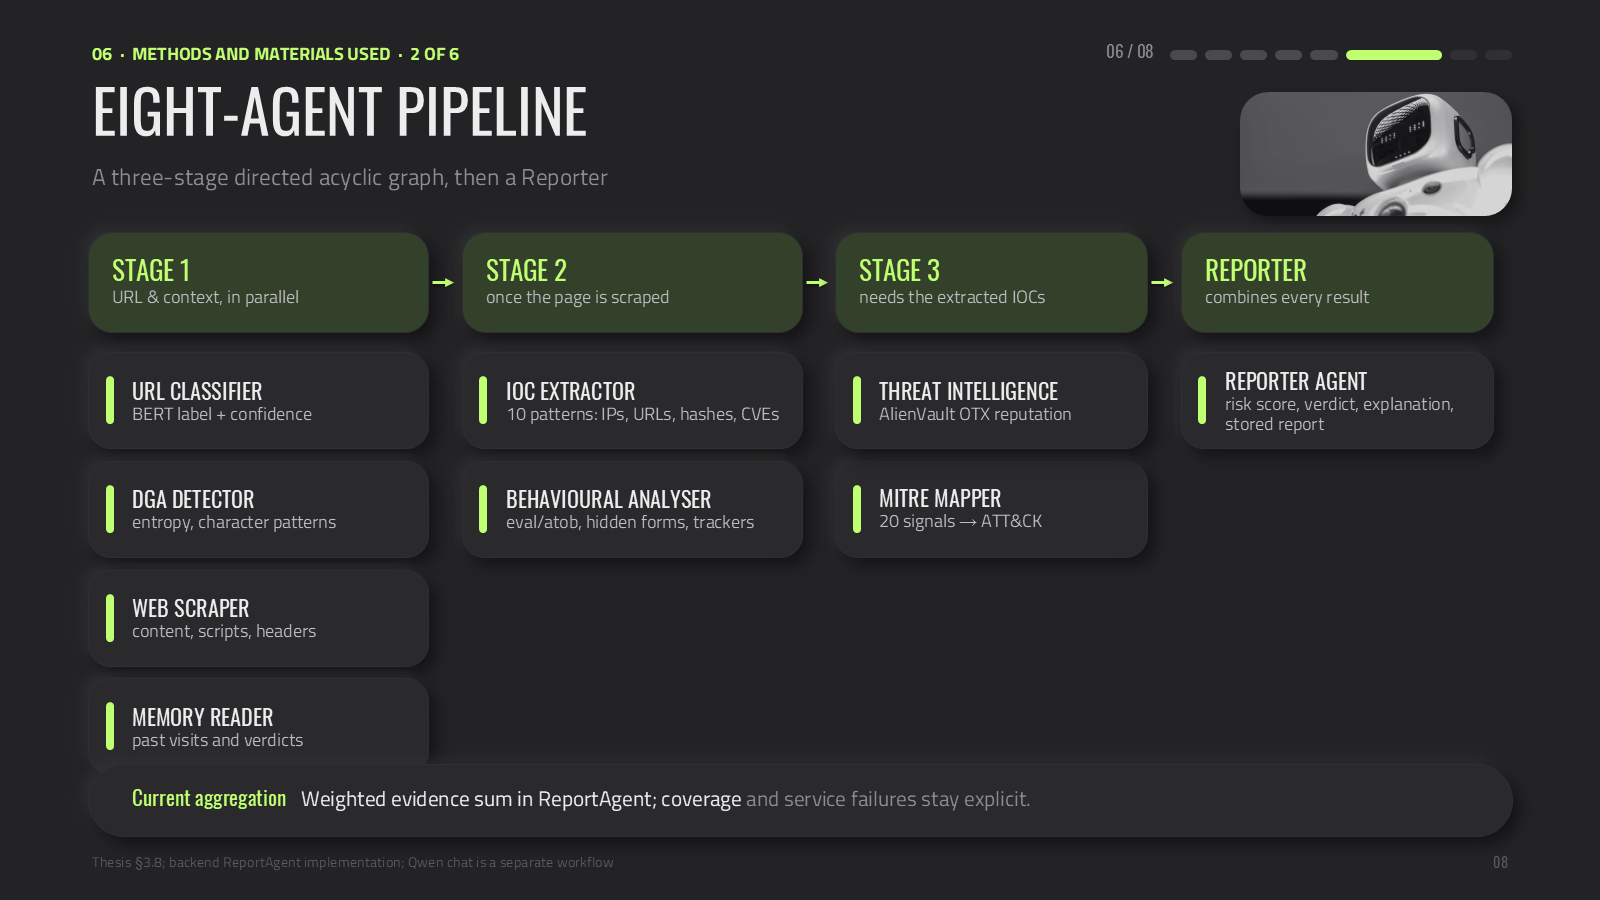 06 · METHODS AND MATERIALS USED · 2 OF 6
06 / 08
EIGHT-AGENT PIPELINE
A three-stage directed acyclic graph, then a Reporter
STAGE 1
URL & context, in parallel
STAGE 2
once the page is scraped
STAGE 3
needs the extracted IOCs
REPORTER
combines every result
URL CLASSIFIER
BERT label + confidence
DGA DETECTOR
entropy, character patterns
WEB SCRAPER
content, scripts, headers
MEMORY READER
past visits and verdicts
IOC EXTRACTOR
10 patterns: IPs, URLs, hashes, CVEs
BEHAVIOURAL ANALYSER
eval/atob, hidden forms, trackers
THREAT INTELLIGENCE
AlienVault OTX reputation
MITRE MAPPER
20 signals → ATT&CK
REPORTER AGENT
risk score, verdict, explanation,
stored report
Current aggregation Weighted evidence sum in ReportAgent; coverage and service failures stay explicit.
Thesis §3.8; backend ReportAgent implementation; Qwen chat is a separate workflow
08